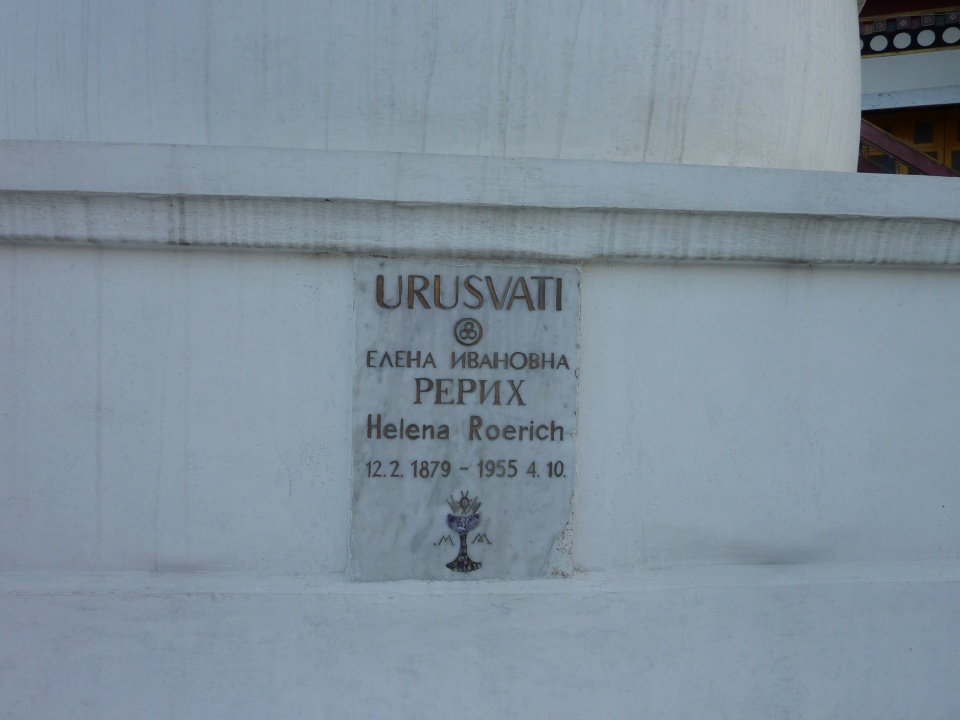 URUSVATI
ЕЛЕНА ИВАНОВНА
РЕРИХ
Helena Roerich
12.2.1879 - 1955 4.10.
.M M.